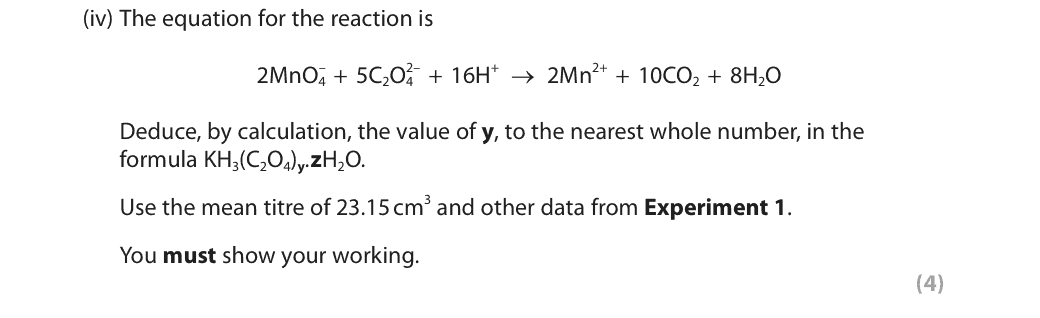 (iv) The equation for the reaction is
2MnO₄⁻ + 5C₂O₄²⁻ + 16H⁺ → 2Mn²⁺ + 10CO₂ + 8H₂O
Deduce, by calculation, the value of y, to the nearest whole number, in the
formula KH₃(C₂O₄)y.zH₂O.
Use the mean titre of 23.15 cm³ and other data from Experiment 1.
You must show your working.
(4)